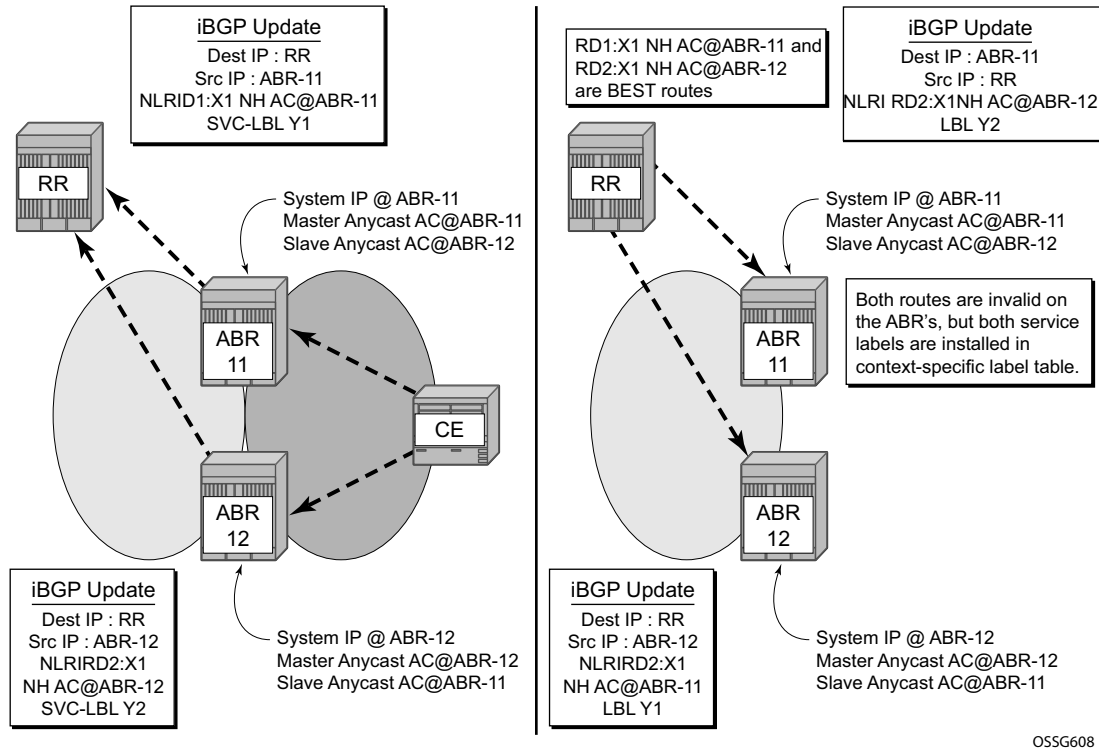 iBGP Update
Dest IP : RR
Src IP : ABR-11
NLRID1:X1 NH AC@ABR-11
SVC-LBL Y1
RR
System IP @ ABR-11
Master Anycast AC@ABR-11
Slave Anycast AC@ABR-12
ABR
11
CE
ABR
12
iBGP Update
Dest IP : RR
Src IP : ABR-12
NLRIRD2:X1
NH AC@ABR-12
SVC-LBL Y2
System IP @ ABR-12
Master Anycast AC@ABR-12
Slave Anycast AC@ABR-11
RD1:X1 NH AC@ABR-11 and
RD2:X1 NH AC@ABR-12
are BEST routes
iBGP Update
Dest IP : ABR-11
Src IP : RR
NLRI RD2:X1NH AC@ABR-12
LBL Y2
RR
System IP @ ABR-11
Master Anycast AC@ABR-11
Slave Anycast AC@ABR-12
ABR
11
Both routes are invalid on
the ABR's, but both service
labels are installed in
context-specific label table.
ABR
12
iBGP Update
Dest IP : RR
Src IP : ABR-12
NLRIRD2:X1
NH AC@ABR-11
LBL Y1
System IP @ ABR-12
Master Anycast AC@ABR-12
Slave Anycast AC@ABR-11
OSSG608